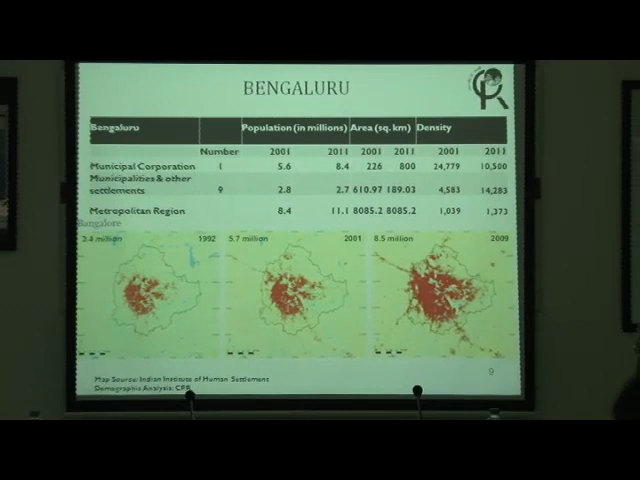 BENGALURU
Bengaluru Population (in millions) Area (sq. km) Density
Number 2001 2011 2001 2011 2001 2011
Municipal Corporation 1 5.6 8.4 226 800 24,779 10,500
Municipalities & other
settlements 9 2.8 2.7 610.97 189.03 4,583 14,283
Metropolitan Region 8.4 11.1 8085.2 8085.2 1,039 1,373
Bangalore
3.4 million 1992 5.7 million 2001 8.5 million 2009
Map Source: Indian Institute of Human Settlement
Demographic Analysis: CPR
9